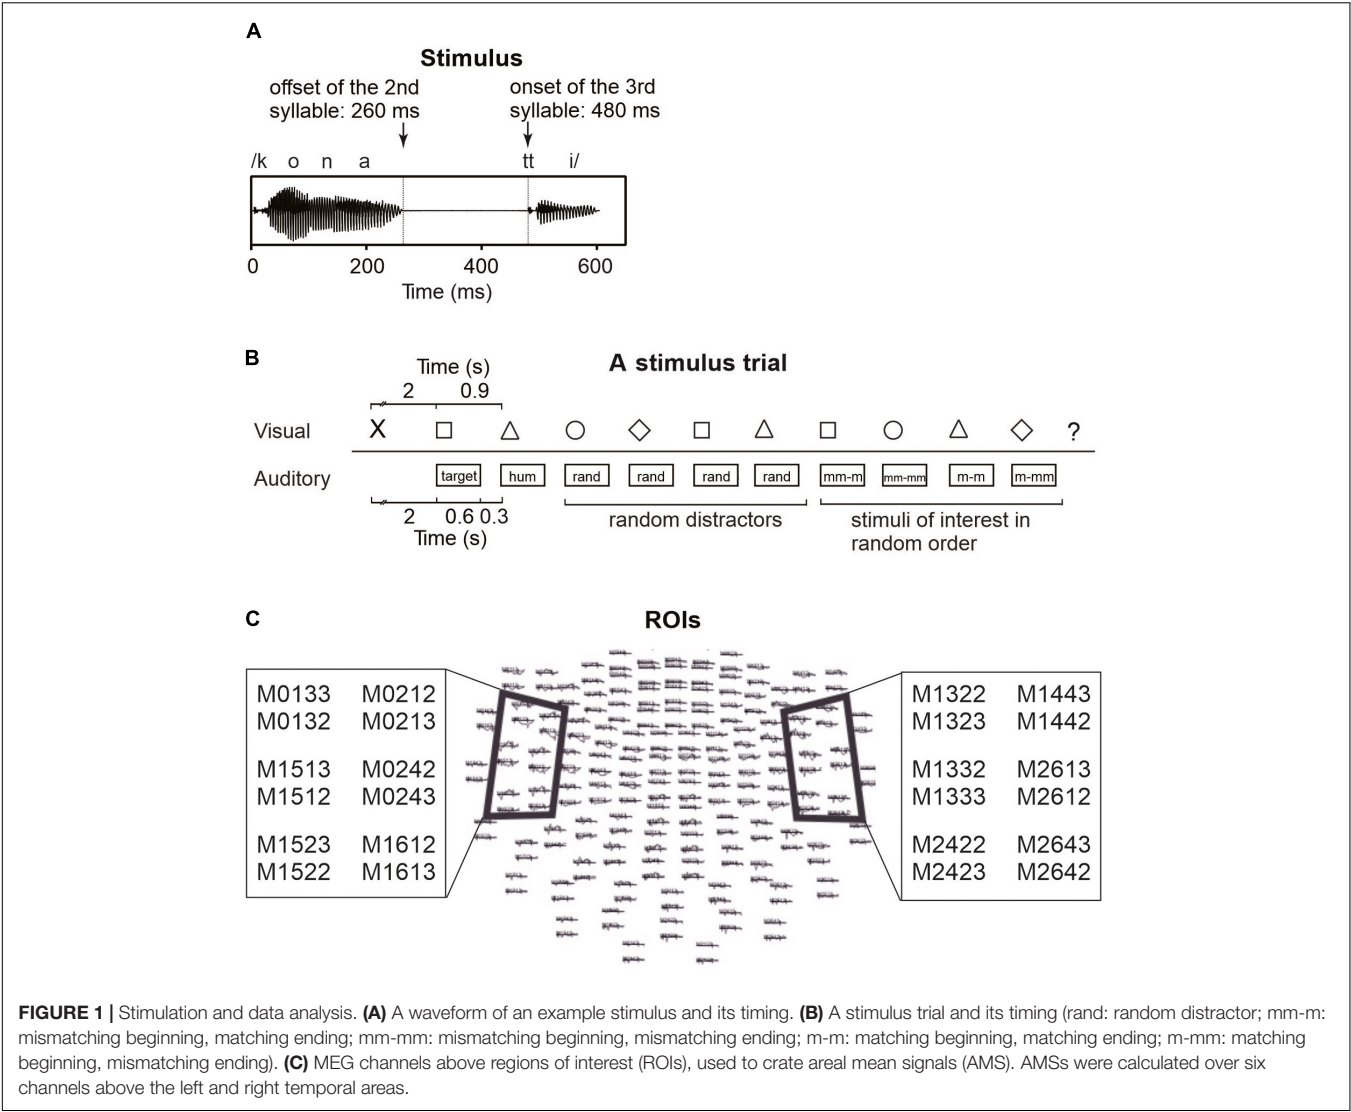 A
Stimulus
offset of the 2nd
syllable: 260 ms
onset of the 3rd
syllable: 480 ms
/k o n a tt i/
0 200 400 600
Time (ms)
B
A stimulus trial
Time (s)
2 0.9
Visual X ?
Auditory target hum rand rand rand rand mm-m mm-mm m-m m-mm
2 0.6 0.3
Time (s)
random distractors
stimuli of interest in
random order
C
ROIs
M0133 M0212
M0132 M0213
M1513 M0242
M1512 M0243
M1523 M1612
M1522 M1613
M1322 M1443
M1323 M1442
M1332 M2613
M1333 M2612
M2422 M2643
M2423 M2642
FIGURE 1 | Stimulation and data analysis. (A) A waveform of an example stimulus and its timing. (B) A stimulus trial and its timing (rand: random distractor; mm-m:
mismatching beginning, matching ending; mm-mm: mismatching beginning, mismatching ending; m-m: matching beginning, matching ending; m-mm: matching
beginning, mismatching ending). (C) MEG channels above regions of interest (ROIs), used to crate areal mean signals (AMS). AMSs were calculated over six
channels above the left and right temporal areas.